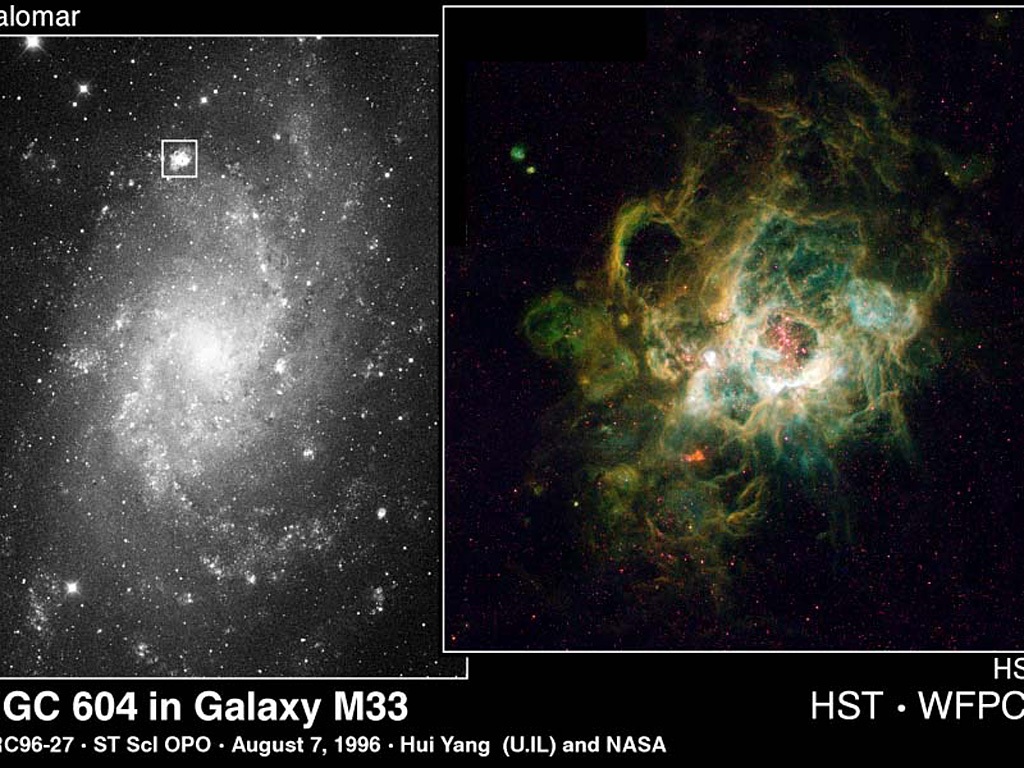 alomar
HS
GC 604 in Galaxy M33
HST • WFPC
RC96-27 • ST ScI OPO • August 7, 1996 • Hui Yang (U.IL) and NASA